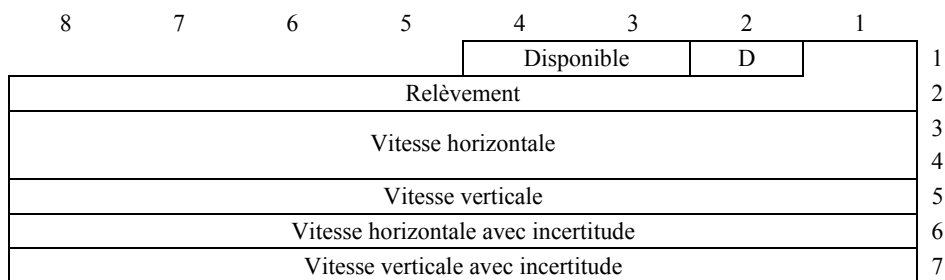 8 7 6 5 4 3 2 1
Disponible D 1
Relèvement 2
3
Vitesse horizontale
4
Vitesse verticale 5
Vitesse horizontale avec incertitude 6
Vitesse verticale avec incertitude 7